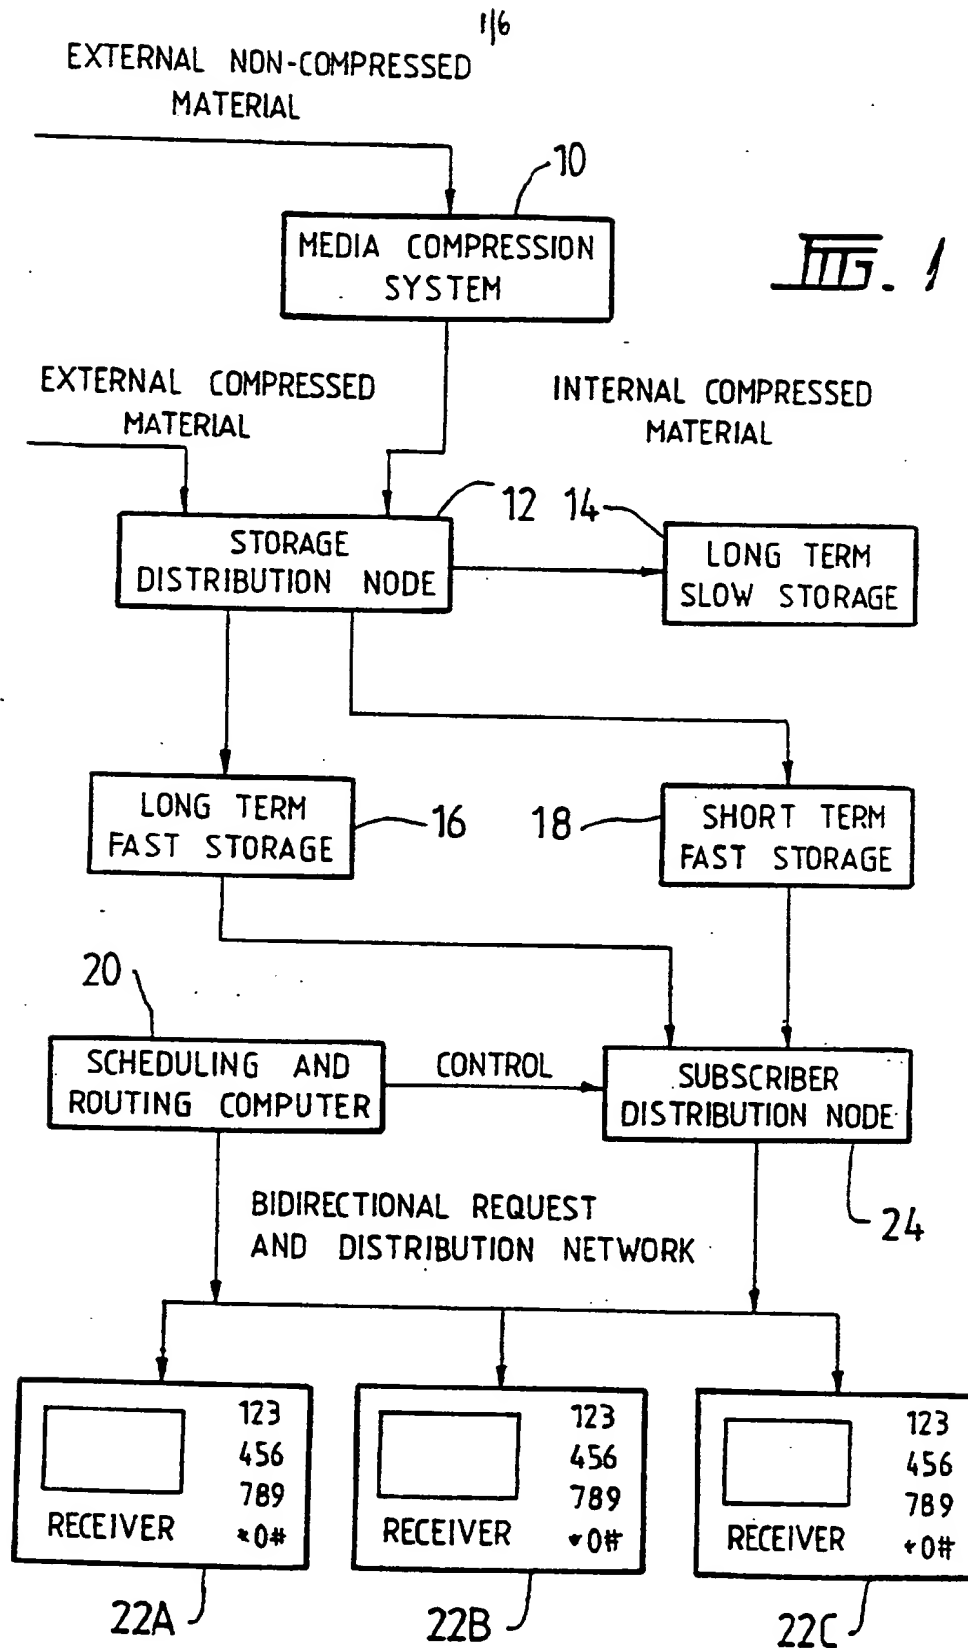 1/6
EXTERNAL NON-COMPRESSED
MATERIAL
10
MEDIA COMPRESSION
SYSTEM
FIG. 1
EXTERNAL COMPRESSED
MATERIAL
INTERNAL COMPRESSED
MATERIAL
12
14
STORAGE
DISTRIBUTION NODE
LONG TERM
SLOW STORAGE
LONG TERM
FAST STORAGE
16
18
SHORT TERM
FAST STORAGE
20
SCHEDULING AND
ROUTING COMPUTER
CONTROL
SUBSCRIBER
DISTRIBUTION NODE
24
BIDIRECTIONAL REQUEST
AND DISTRIBUTION NETWORK
123
456
789
*0#
RECEIVER
22A
123
456
789
*0#
RECEIVER
22B
123
456
789
*0#
RECEIVER
22C